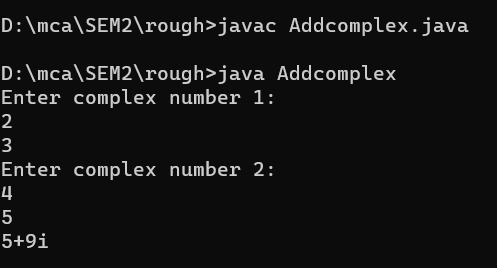 D:\mca\SEM2\rough>javac Addcomplex.java
D:\mca\SEM2\rough>java Addcomplex
Enter complex number 1:
2
3
Enter complex number 2:
4
5
5+9i